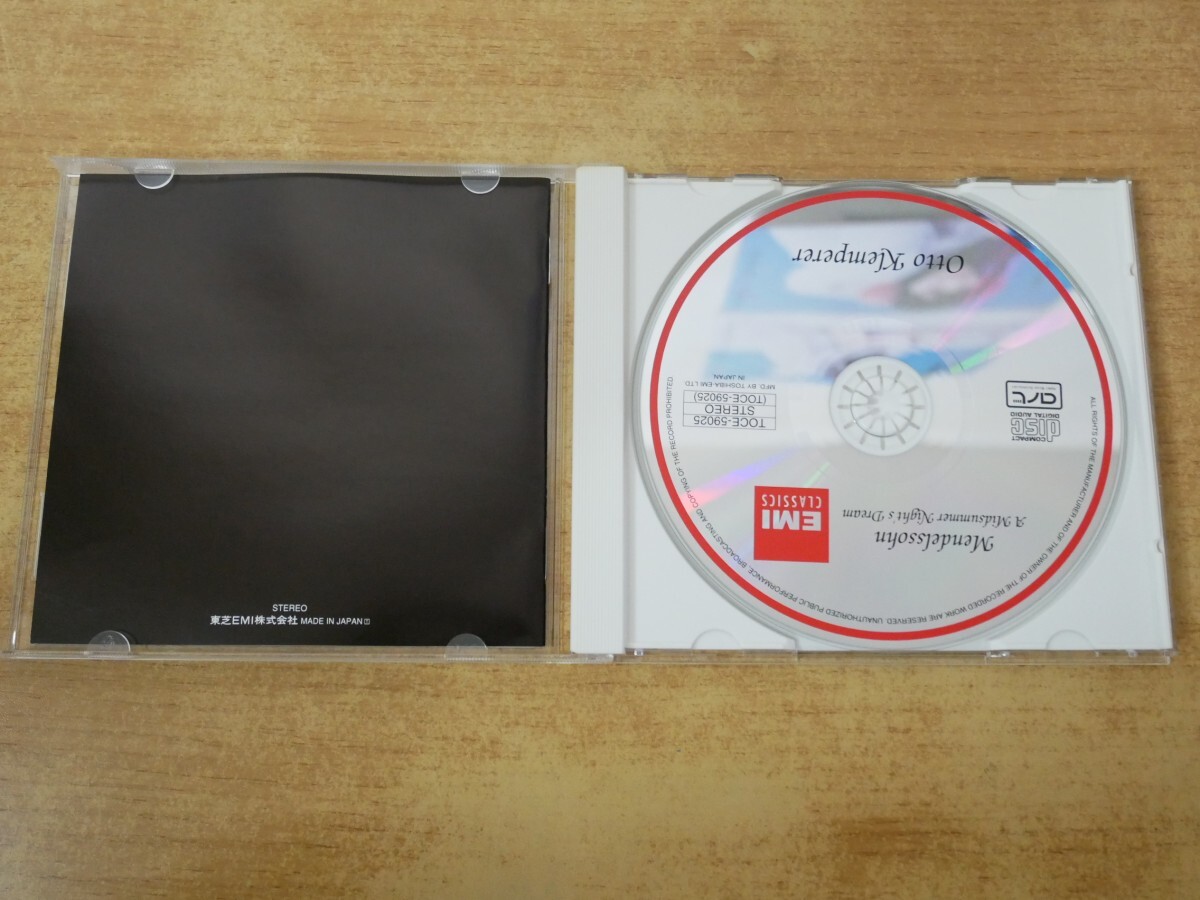 STEREO
東芝EMI株式会社 MADE IN JAPAN 1
Mendelssohn
A Midsummer Night's Dream
EMI
CLASSICS
COMPACT
disc
DIGITAL AUDIO
art
TOCE-59025
STEREO
(TOCE-59025)
MFD. BY TOSHIBA-EMI LTD
IN JAPAN
Otto Klemperer
ALL RIGHTS OF THE MANUFACTURER AND OF THE OWNER OF THE RECORDED WORK ARE RESERVED. UNAUTHORIZED PUBLIC PERFORMANCE, BROADCASTING AND COPYING OF THE RECORD PROHIBITED